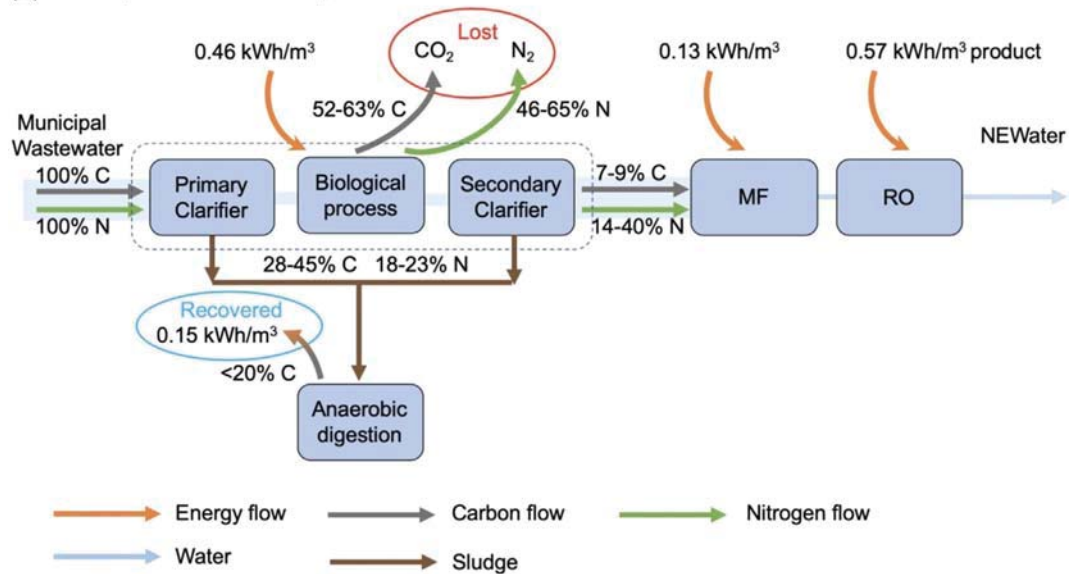 Lost
0.46 kWh/m³
CO₂
N₂
0.13 kWh/m³
0.57 kWh/m³ product
52-63% C
46-65% N
Municipal
Wastewater
NEWater
100% C
100% N
Primary
Clarifier
Biological
process
Secondary
Clarifier
7-9% C
14-40% N
MF
RO
28-45% C
18-23% N
Recovered
0.15 kWh/m³
<20% C
Anaerobic
digestion
Energy flow
Carbon flow
Nitrogen flow
Water
Sludge